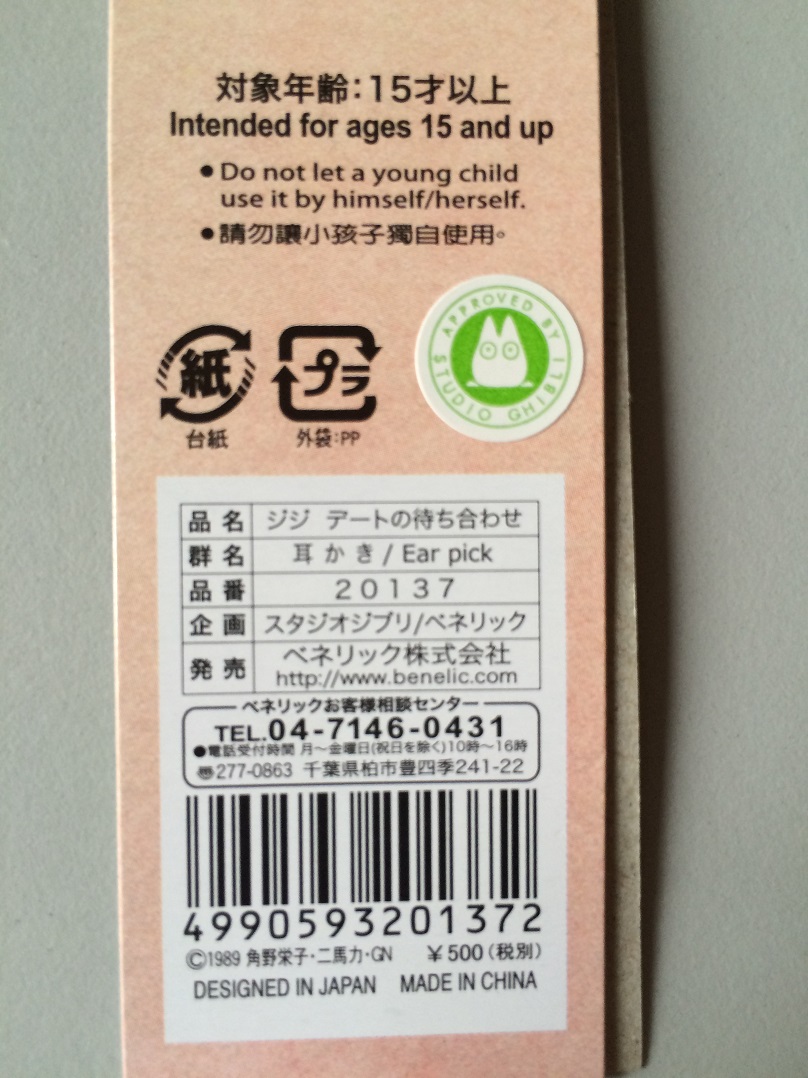 対象年齢:15才以上
Intended for ages 15 and up
●Do not let a young child
use it by himself/herself.
●請勿讓小孩子獨自使用。
紙
プラ
台紙
外袋:PP
APPROVED BY
STUDIO GHIBLI
品名 ジジ デートの待ち合わせ
群名 耳かき/Ear pick
品番 20137
企画 スタジオジブリ/ベネリック
発売 ベネリック株式会社
http://www.benelic.com
ベネリックお客様相談センター
TEL.04-7146-0431
●電話受付時間 月～金曜日(祝日を除く)10時～16時
〠277-0863 千葉県柏市豊四季241-22
4990593201372
©1989 角野栄子・二馬力・GN ￥500(税別)
DESIGNED IN JAPAN MADE IN CHINA